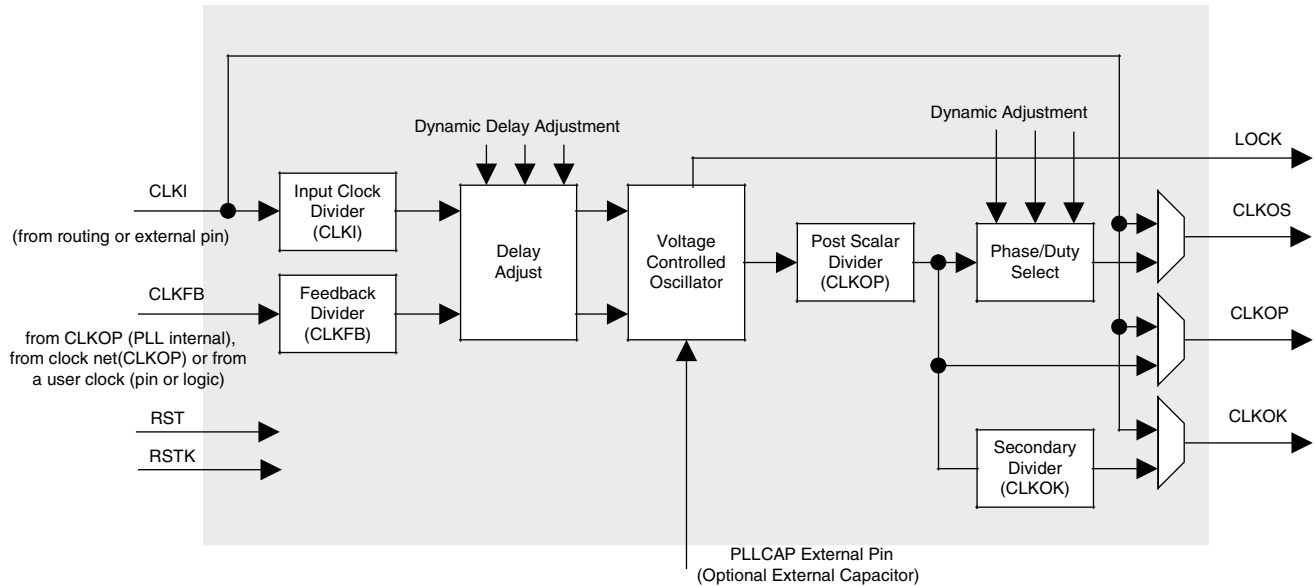 Dynamic Delay Adjustment
Dynamic Adjustment
LOCK
CLKI
(from routing or external pin)
Input Clock
Divider
(CLKI)
Delay
Adjust
Voltage
Controlled
Oscillator
Post Scalar
Divider
(CLKOP)
Phase/Duty
Select
CLKOS
CLKFB
from CLKOP (PLL internal),
from clock net(CLKOP) or from
a user clock (pin or logic)
Feedback
Divider
(CLKFB)
CLKOP
RST
RSTK
Secondary
Divider
(CLKOK)
CLKOK
PLLCAP External Pin
(Optional External Capacitor)